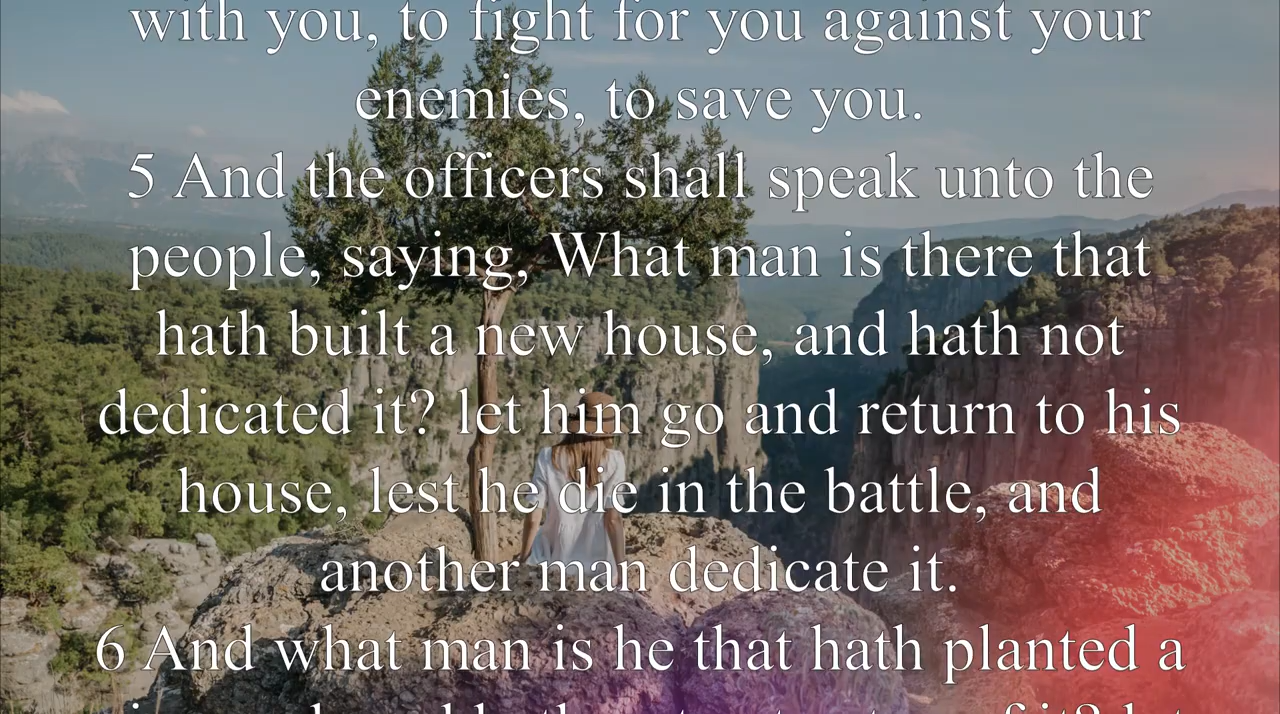 with you, to fight for you against your
enemies, to save you.
5 And the officers shall speak unto the
people, saying, What man is there that
hath built a new house, and hath not
dedicated it? let him go and return to his
house, lest he die in the battle, and
another man dedicate it.
6 And what man is he that hath planted a